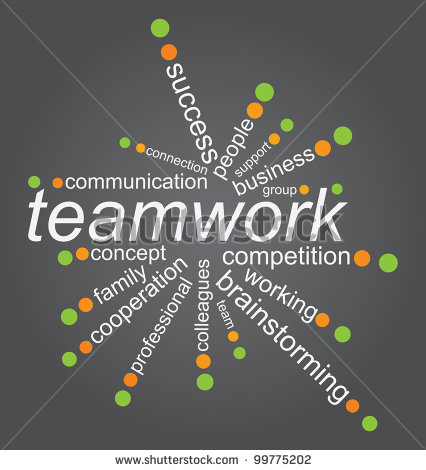 success
people
support
connection
business
communication
group
teamwork
concept
competition
family
working
cooperation
brainstorming
professional
colleagues
team
shutterstock
www.shutterstock.com · 99775202